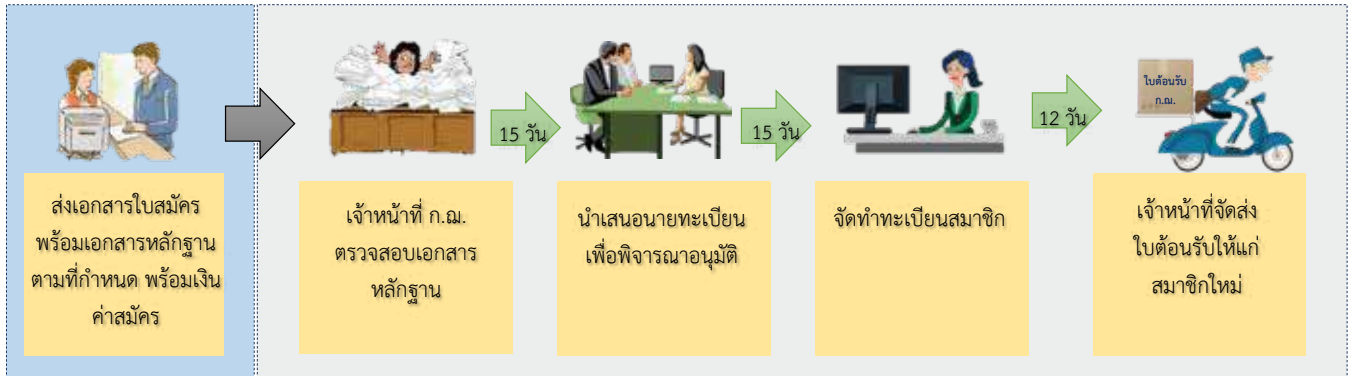 ใบต้อนรับ
ก.ณ.
15 วัน
15 วัน
12 วัน
ส่งเอกสารใบสมัคร
พร้อมเอกสารหลักฐาน
ตามที่กำหนด พร้อมเงิน
ค่าสมัคร
เจ้าหน้าที่ ก.ฌ.
ตรวจสอบเอกสาร
หลักฐาน
นำเสนอนายทะเบียน
เพื่อพิจารณาอนุมัติ
จัดทำทะเบียนสมาชิก
เจ้าหน้าที่จัดส่ง
ใบต้อนรับให้แก่
สมาชิกใหม่